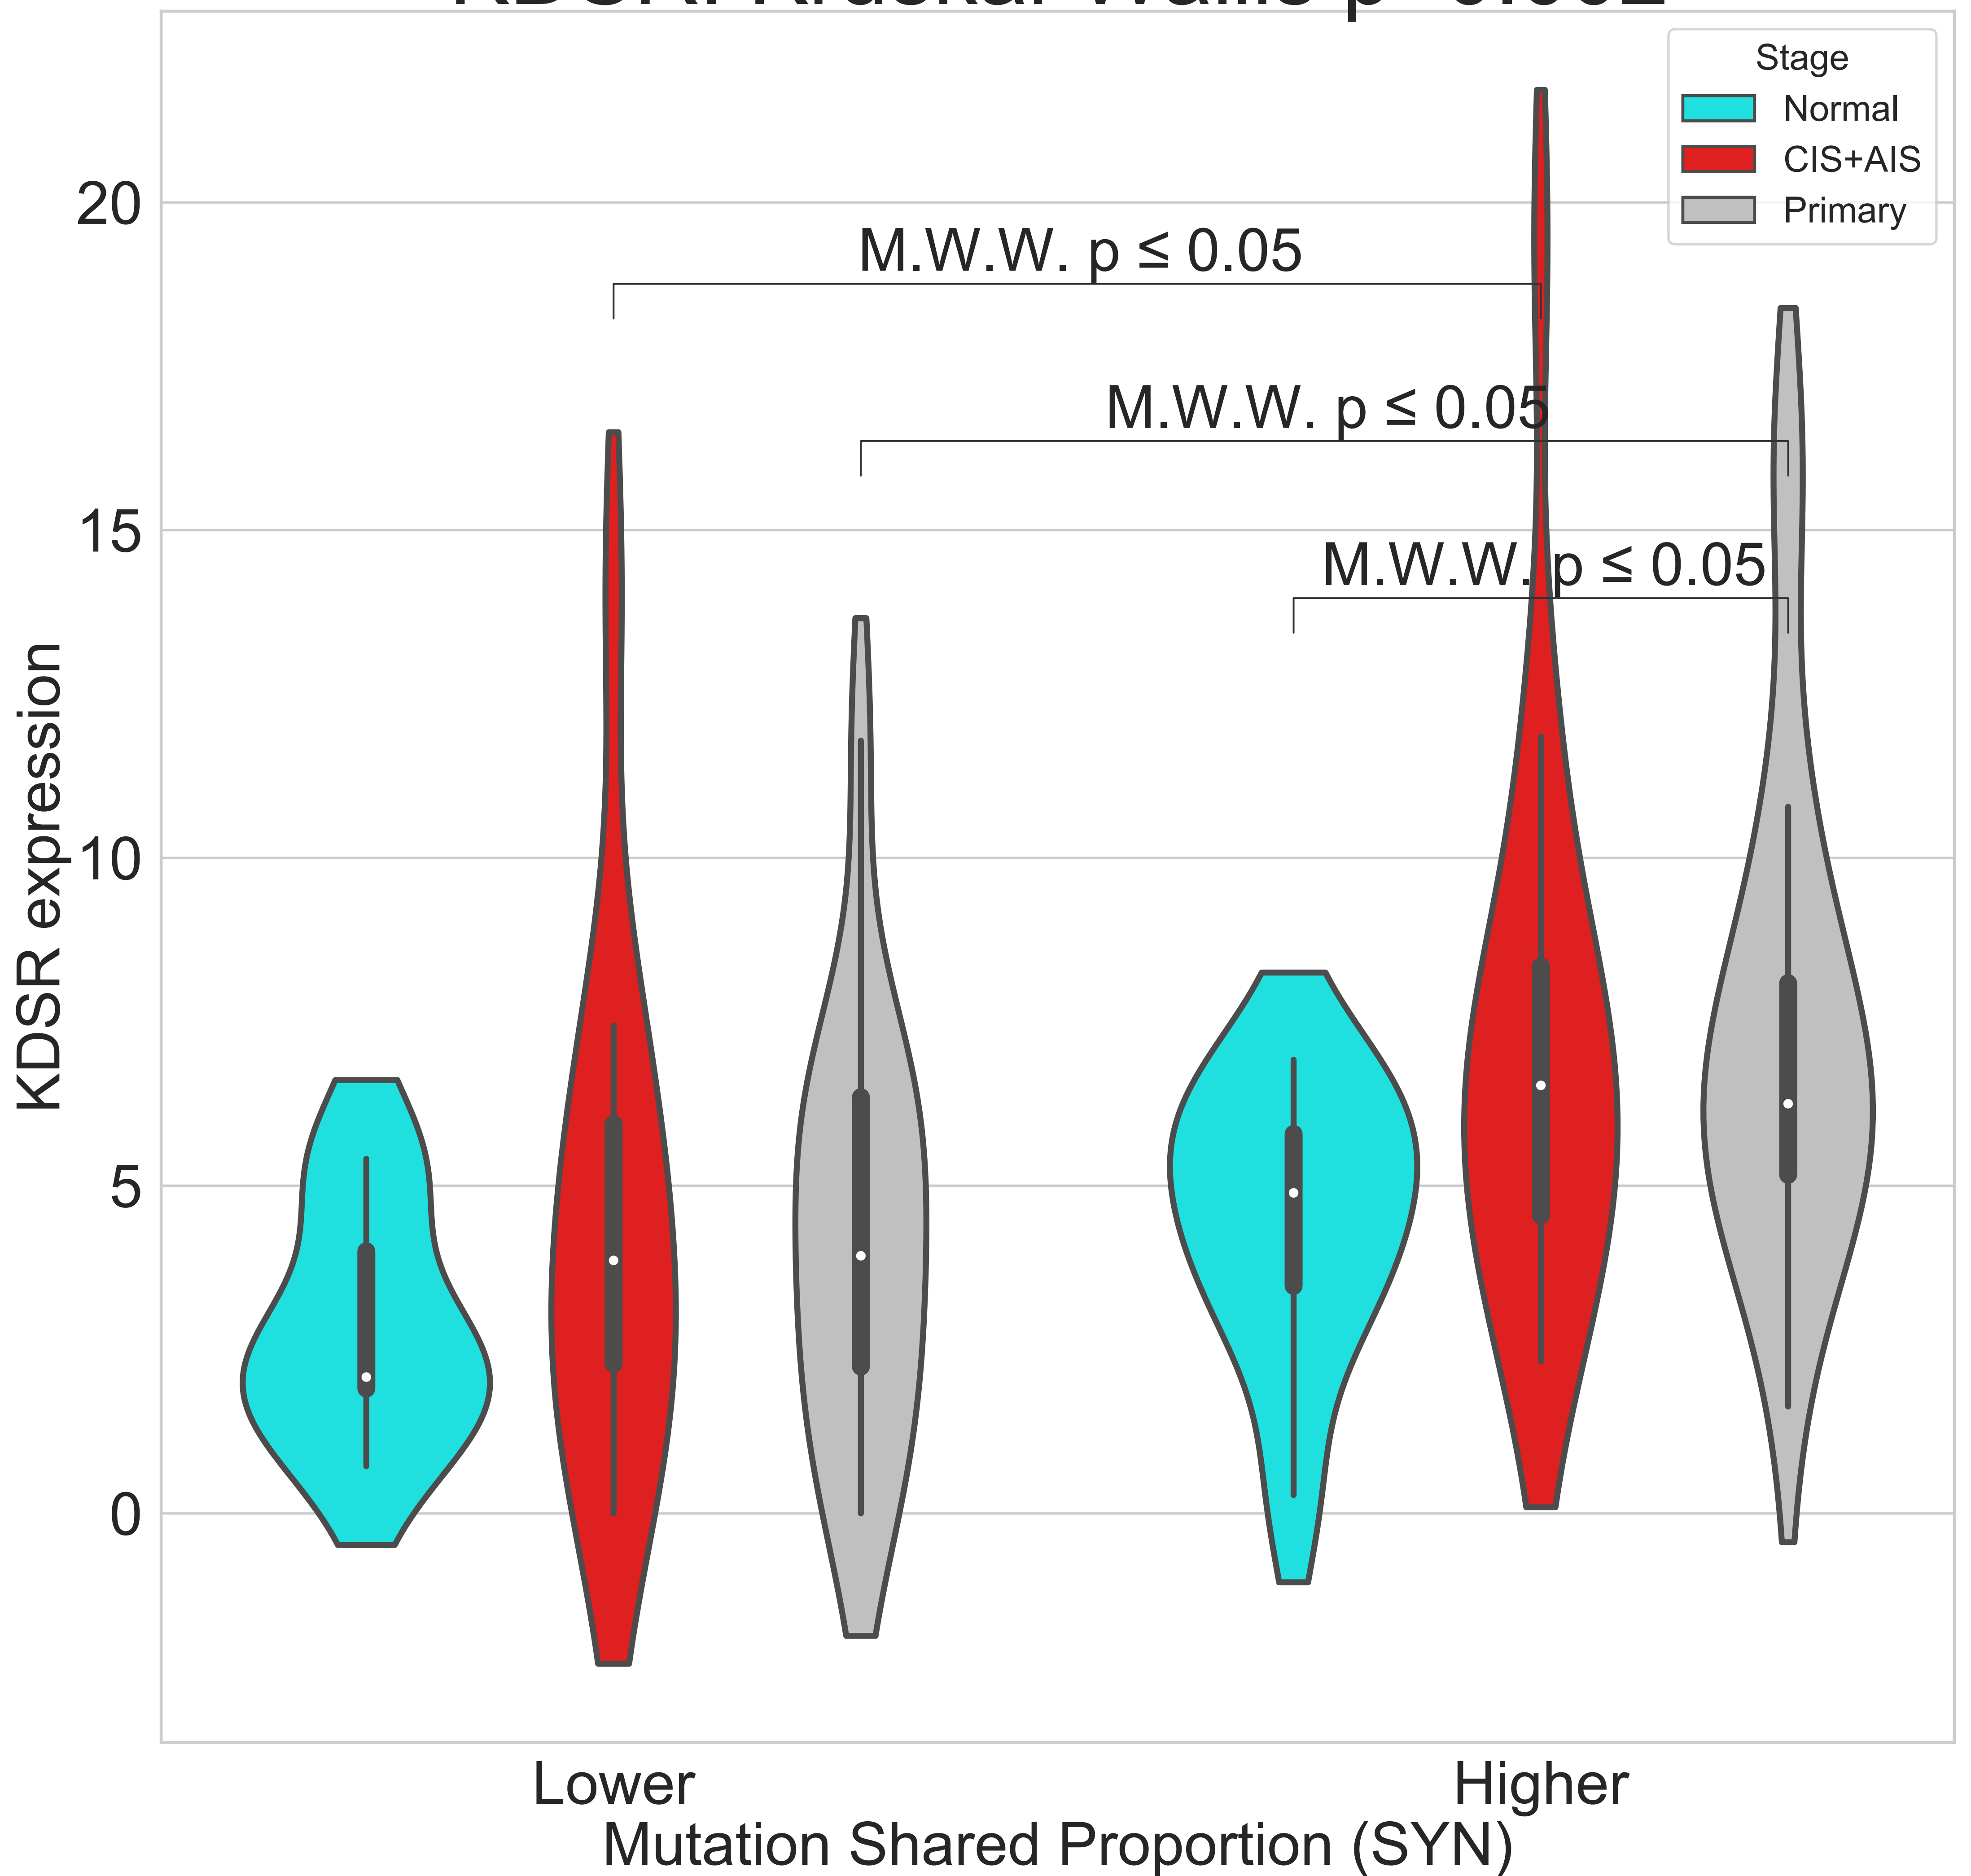 Stage
Normal
CIS+AIS
Primary
M.W.W. p ≤ 0.05
M.W.W. p ≤ 0.05
M.W.W. p ≤ 0.05
20
15
10
5
0
KDSR expression
Lower
Higher
Mutation Shared Proportion (SYN)